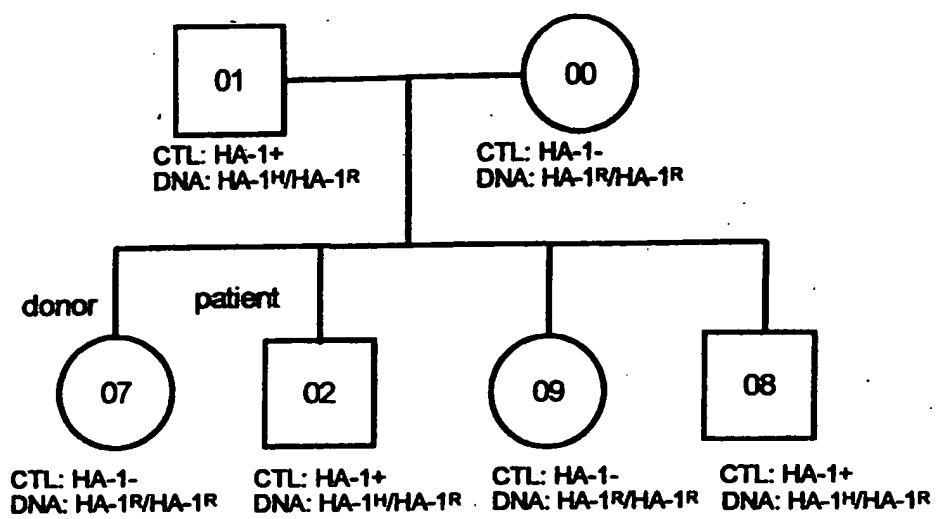 01
00
CTL: HA-1+
DNA: HA-1ᴴ/HA-1ᴿ
CTL: HA-1-
DNA: HA-1ᴿ/HA-1ᴿ
donor
patient
07
02
09
08
CTL: HA-1-
DNA: HA-1ᴿ/HA-1ᴿ
CTL: HA-1+
DNA: HA-1ᴴ/HA-1ᴿ
CTL: HA-1-
DNA: HA-1ᴿ/HA-1ᴿ
CTL: HA-1+
DNA: HA-1ᴴ/HA-1ᴿ